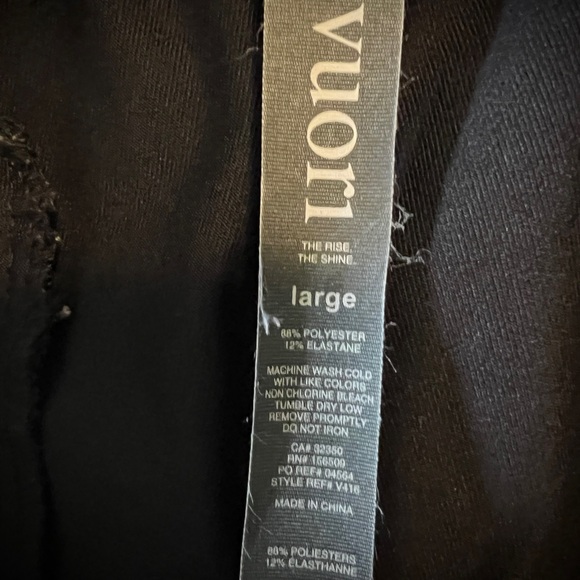 vuori
THE RISE.
THE SHINE.
large
88% POLYESTER
12% ELASTANE
MACHINE WASH COLD
WITH LIKE COLORS
NON CHLORINE BLEACH
TUMBLE DRY LOW
REMOVE PROMPTLY
DO NOT IRON
CA# 32350
RN# 156509
PO REF# 04564
STYLE REF# V416
MADE IN CHINA
88% POLIESTERS
12% ELASTHANNE